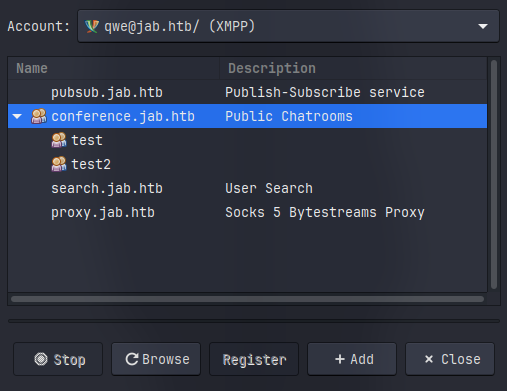 Account: qwe@jab.htb/ (XMPP)
Name Description
pubsub.jab.htb Publish-Subscribe service
conference.jab.htb Public Chatrooms
test
test2
search.jab.htb User Search
proxy.jab.htb Socks 5 Bytestreams Proxy
Stop Browse Register + Add × Close